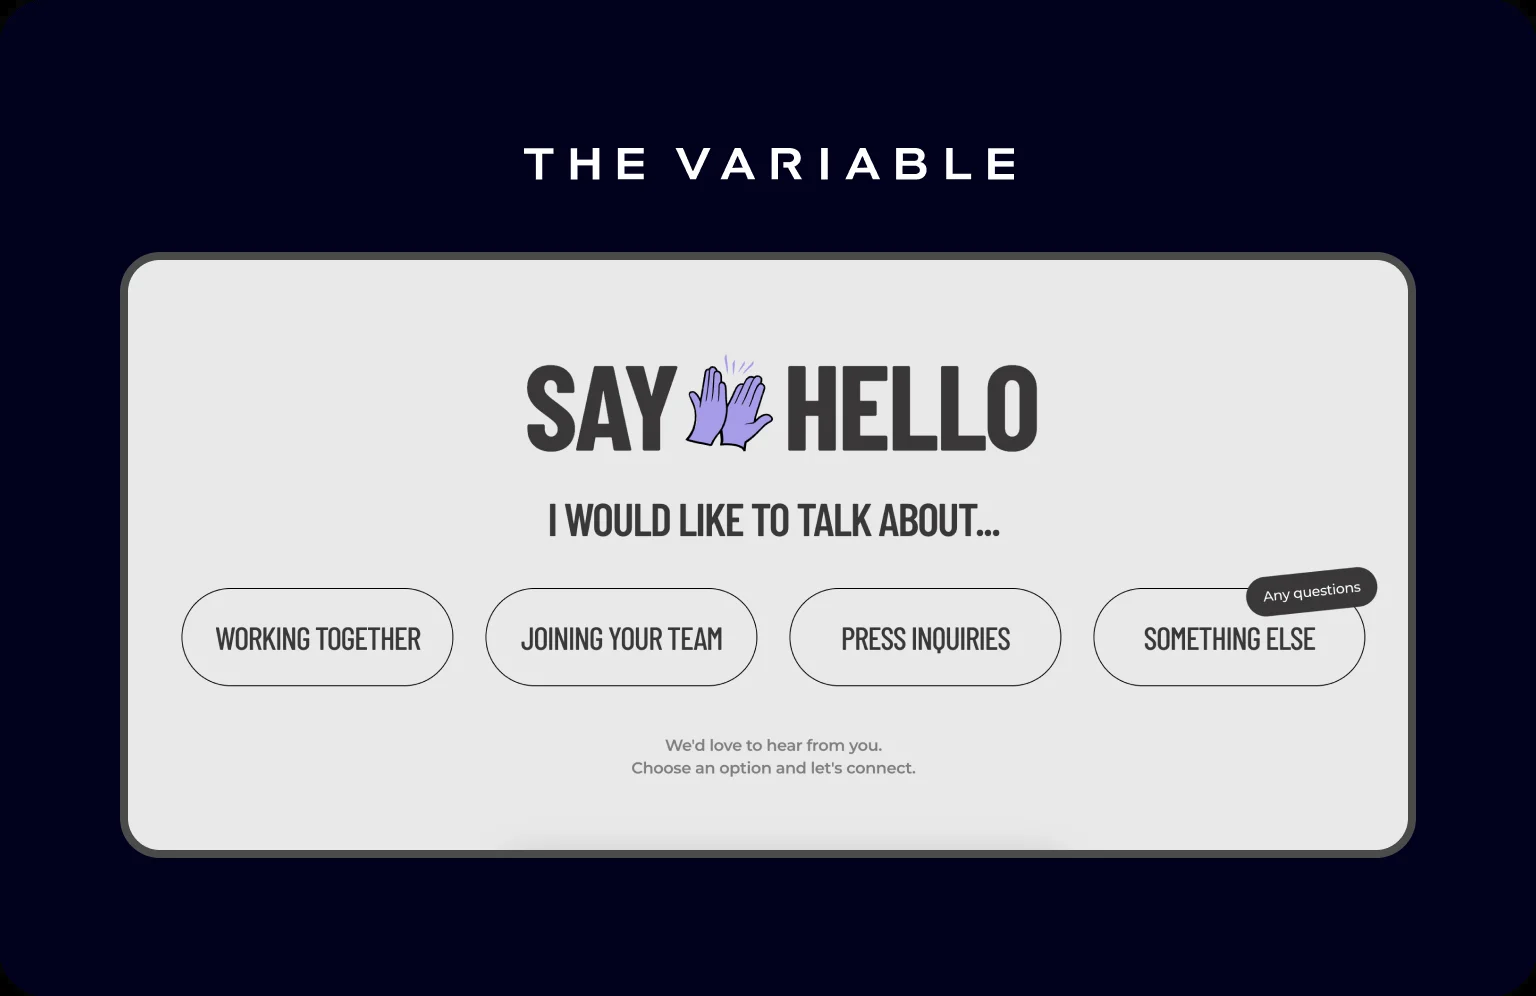 THE VARIABLE
SAY HELLO
I WOULD LIKE TO TALK ABOUT...
Any questions
WORKING TOGETHER
JOINING YOUR TEAM
PRESS INQUIRIES
SOMETHING ELSE
We'd love to hear from you.
Choose an option and let's connect.